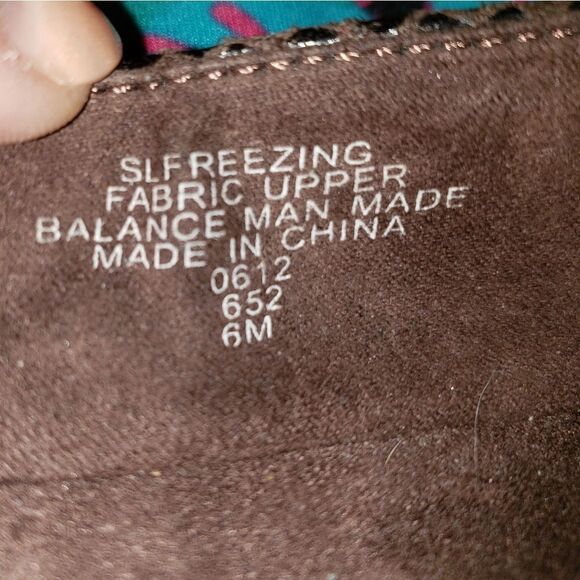 SLFREEZING
FABRIC UPPER
BALANCE MAN MADE
MADE IN CHINA
0612
652
6M